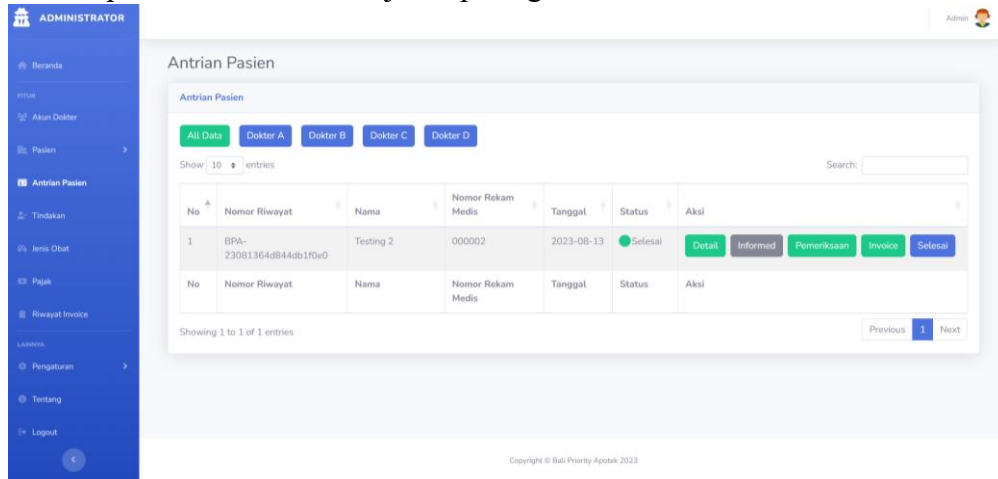 ADMINISTRATOR
Admin
Beranda
FITUR
Akun Dokter
Pasien
Antrian Pasien
Tindakan
Jenis Obat
Pajak
Riwayat Invoice
LAINNYA
Pengaturan
Tentang
Logout
Antrian Pasien
Antrian Pasien
All Data Dokter A Dokter B Dokter C Dokter D
Show 10 entries Search:
No Nomor Riwayat Nama Nomor Rekam Medis Tanggal Status Aksi
1 BPA-23081364d844db1f0e0 Testing 2 000002 2023-08-13 Selesai Detail Informed Pemeriksaan Invoice Selesai
No Nomor Riwayat Nama Nomor Rekam Medis Tanggal Status Aksi
Showing 1 to 1 of 1 entries Previous 1 Next
Copyright © Bali Priority Apotek 2023